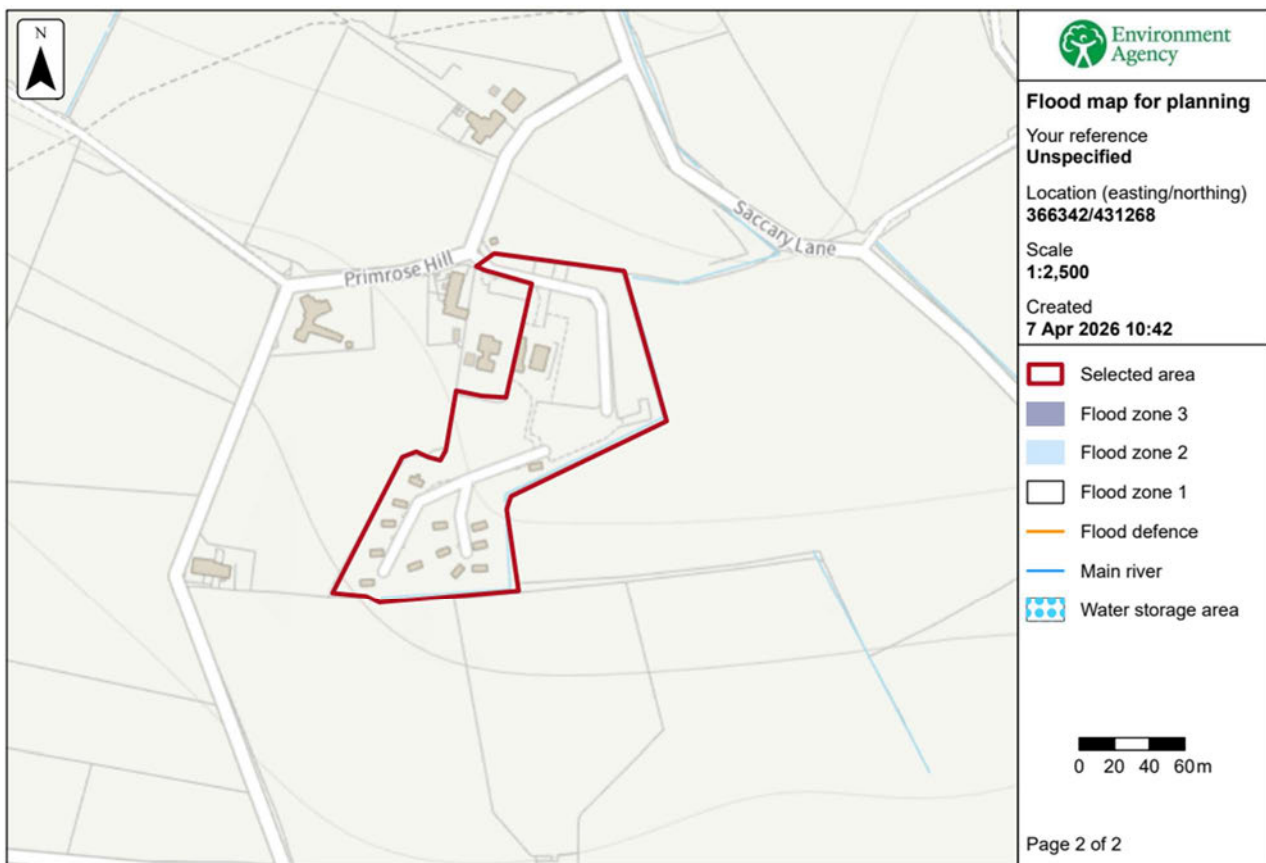 N
Primrose Hill
Saccary Lane
Environment
Agency
Flood map for planning
Your reference
Unspecified
Location (easting/northing)
366342/431268
Scale
1:2,500
Created
7 Apr 2026 10:42
Selected area
Flood zone 3
Flood zone 2
Flood zone 1
Flood defence
Main river
Water storage area
0 20 40 60m
Page 2 of 2